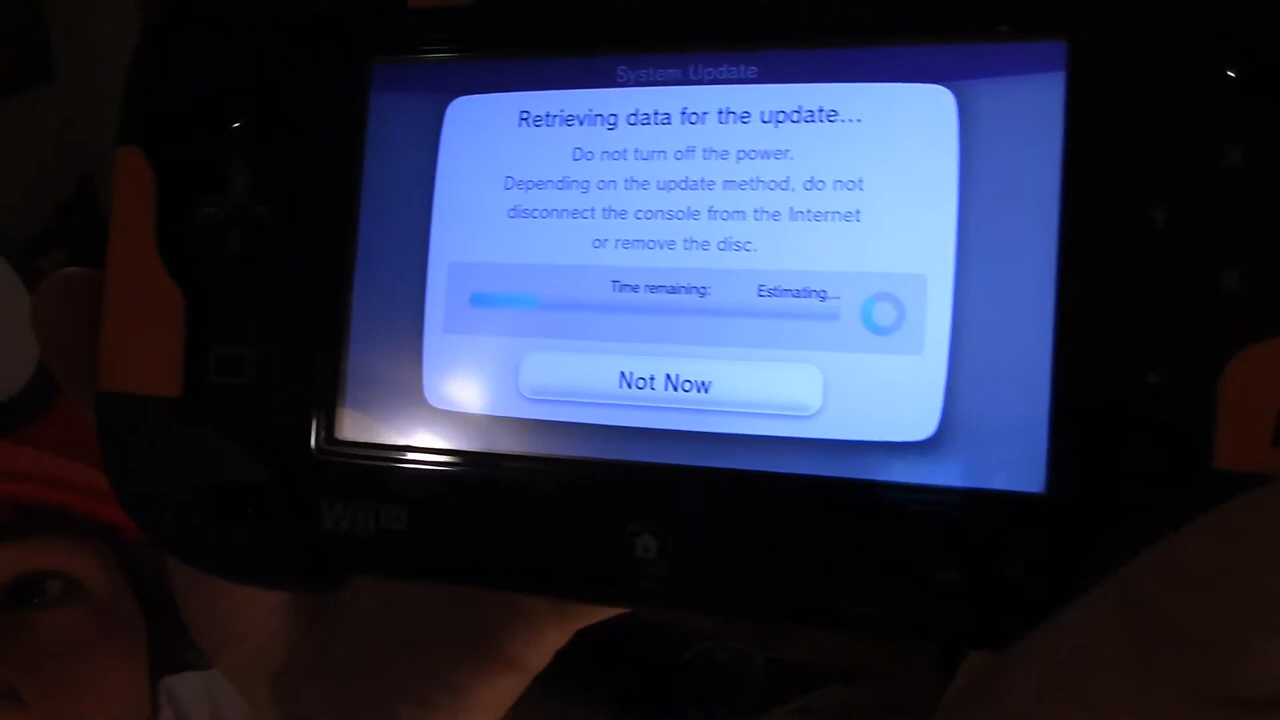 System Update
Retrieving data for the update...
Do not turn off the power.
Depending on the update method, do not
disconnect the console from the Internet
or remove the disc.
Time remaining: Estimating...
Not Now
Wii U